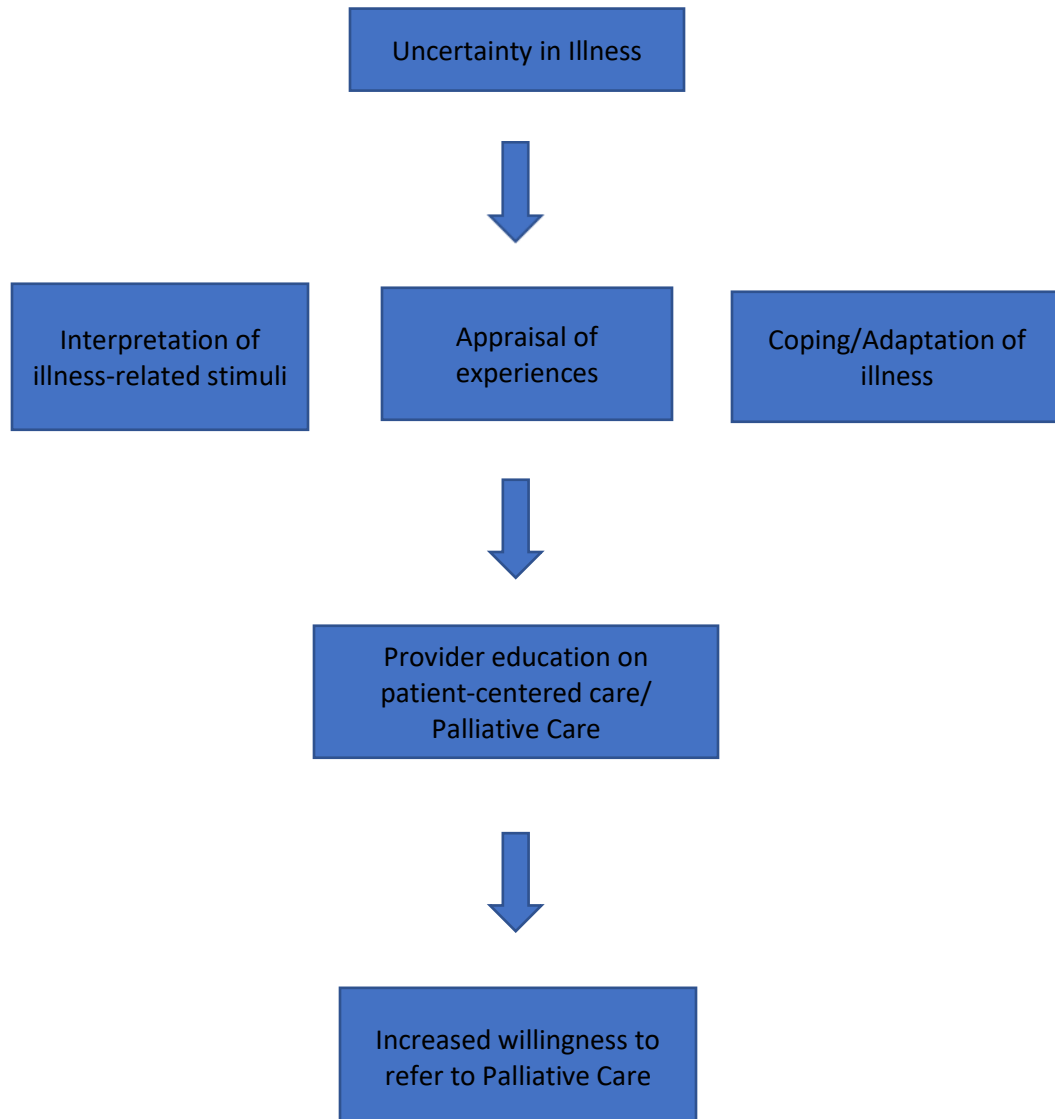 Uncertainty in Illness
Interpretation of
illness-related stimuli
Appraisal of
experiences
Coping/Adaptation of
illness
Provider education on
patient-centered care/
Palliative Care
Increased willingness to
refer to Palliative Care